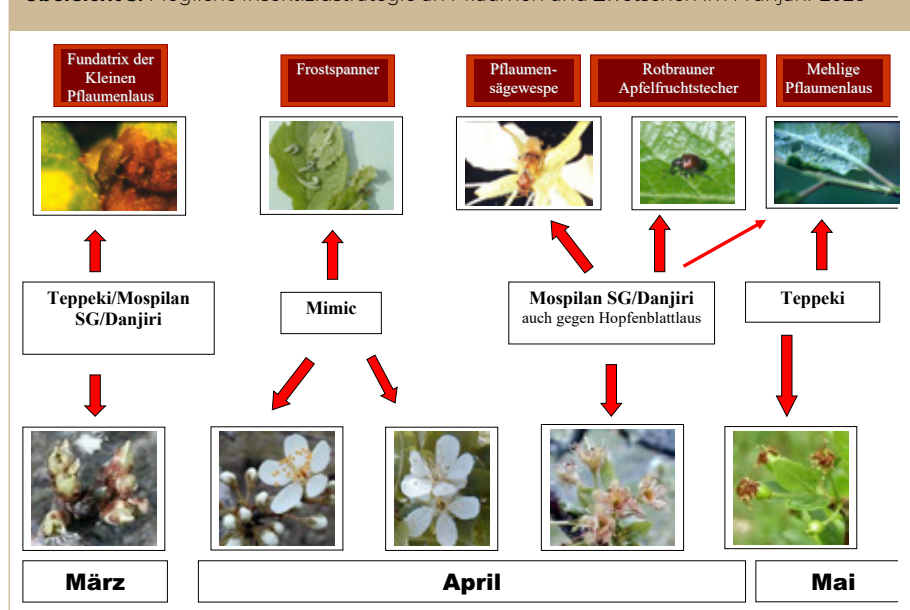 Fundatrix der
Kleinen
Pflaumenlaus
Frostspanner
Pflaumen-
sägewespe
Rotbrauner
Apfelfruchtstecher
Mehlige
Pflaumenlaus
Teppeki/Mospilan
SG/Danjiri
Mimic
Mospilan SG/Danjiri
auch gegen Hopfenblattlaus
Teppeki
März
April
Mai